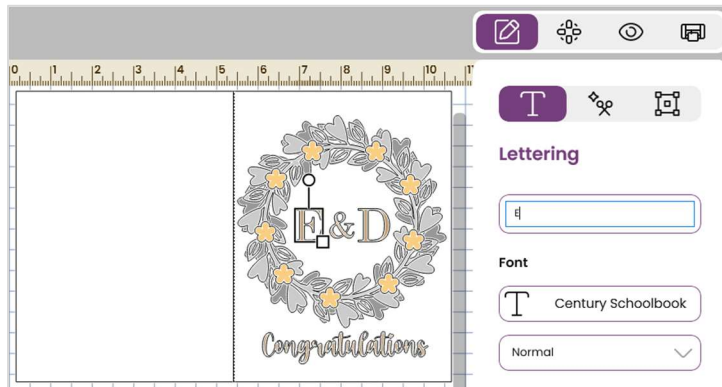 0 1 2 3 4 5 6 7 8 9 10
Lettering
E
Font
Century Schoolbook
Normal
E & D
Congratulations